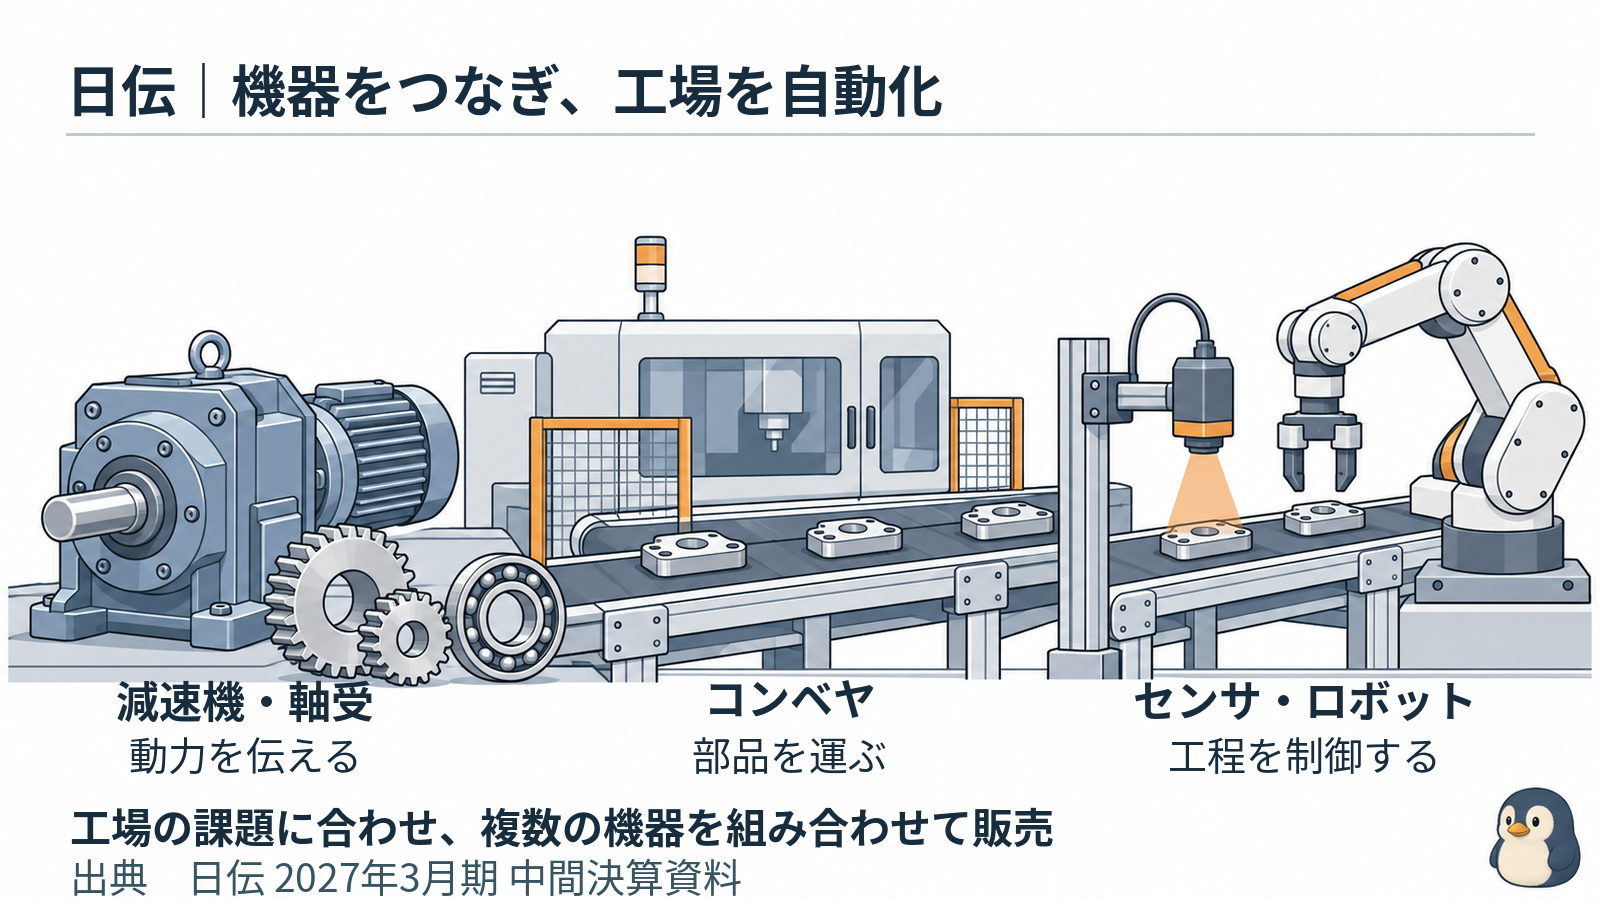 日伝｜機器をつなぎ、工場を自動化
減速機・軸受
動力を伝える
コンベヤ
部品を運ぶ
センサ・ロボット
工程を制御する
工場の課題に合わせ、複数の機器を組み合わせて販売
出典　日伝 2027年3月期 中間決算資料